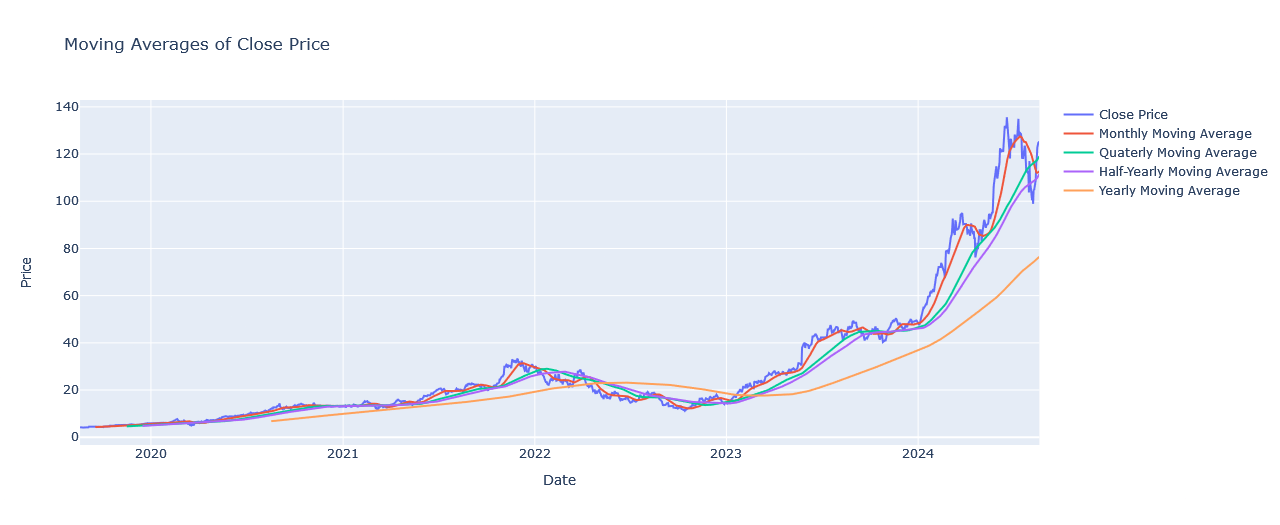 Moving Averages of Close Price
140
120
100
80
60
40
20
0
Price
2020
2021
2022
2023
2024
Date
Close Price
Monthly Moving Average
Quaterly Moving Average
Half-Yearly Moving Average
Yearly Moving Average